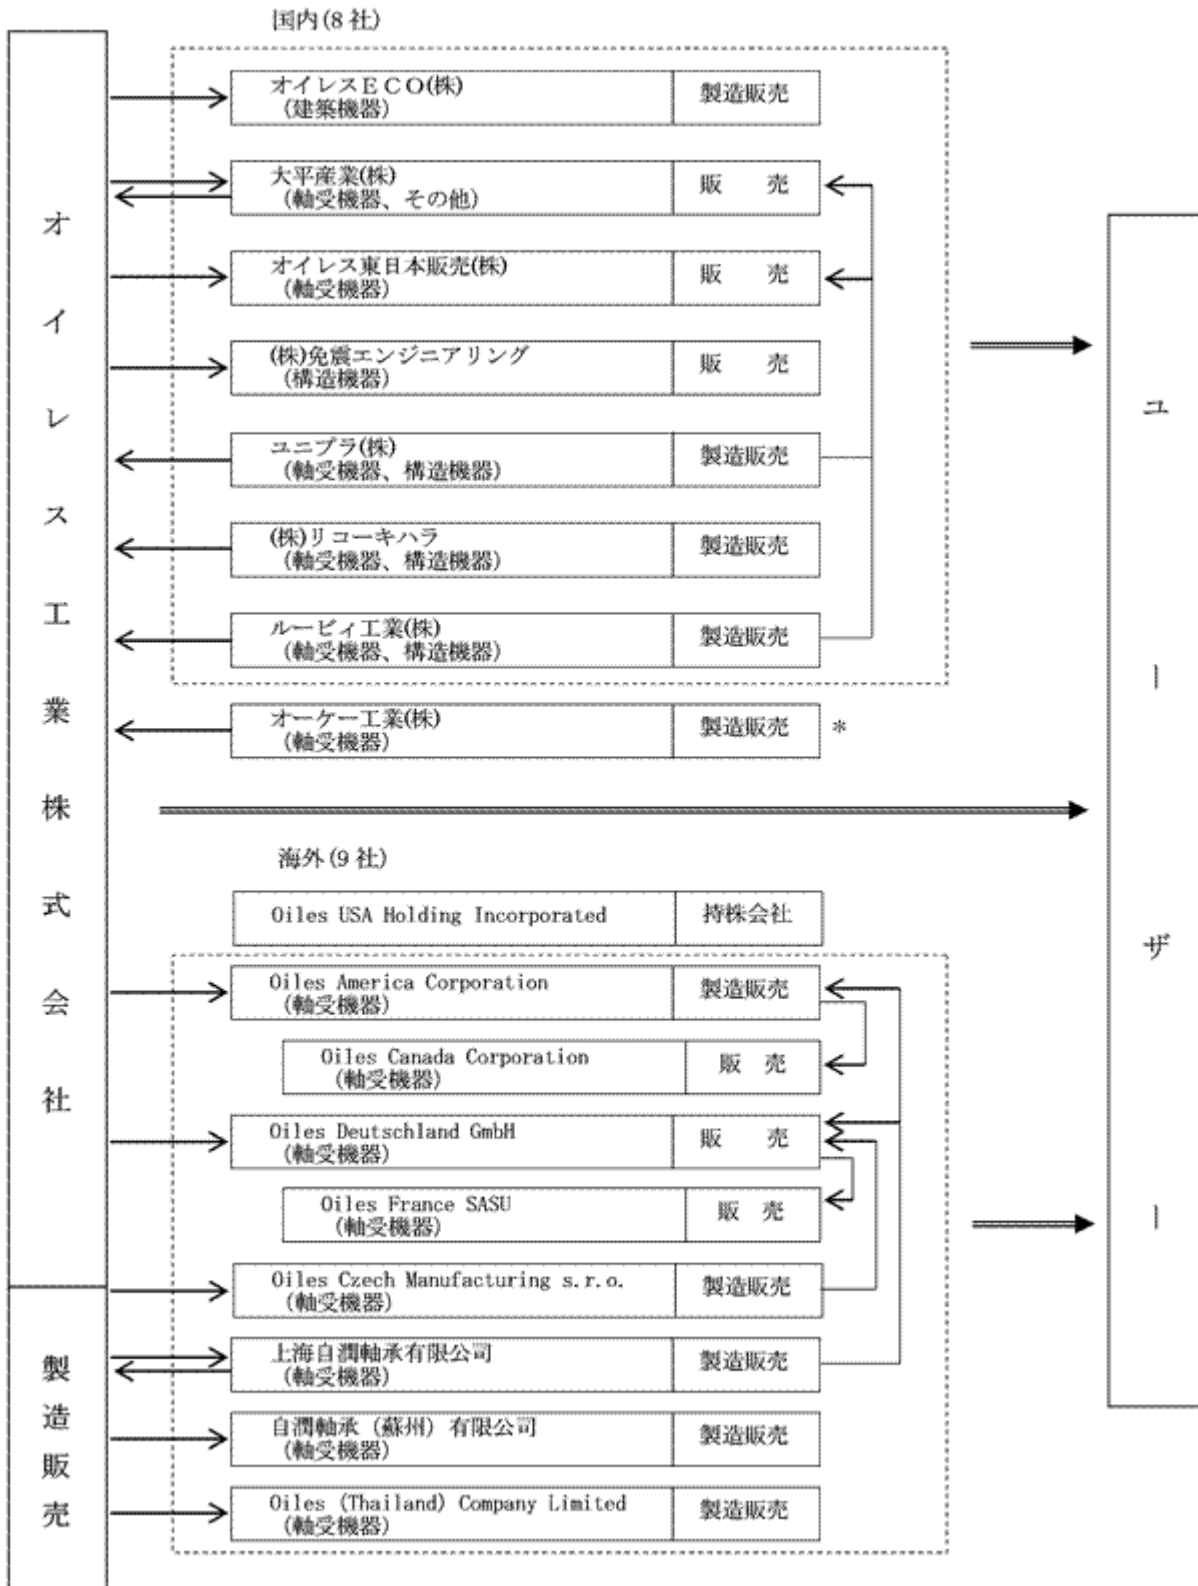 国内(8社)
オイレスECO(株)
(建築機器)
製造販売
大平産業(株)
(軸受機器、その他)
販　売
オイレス東日本販売(株)
(軸受機器)
販　売
(株)免震エンジニアリング
(構造機器)
販　売
ユニプラ(株)
(軸受機器、構造機器)
製造販売
(株)リコーキハラ
(軸受機器、構造機器)
製造販売
ルービィ工業(株)
(軸受機器、構造機器)
製造販売
オーケー工業(株)
(軸受機器)
製造販売
*
海外(9社)
Oiles USA Holding Incorporated
持株会社
Oiles America Corporation
(軸受機器)
製造販売
Oiles Canada Corporation
(軸受機器)
販　売
Oiles Deutschland GmbH
(軸受機器)
販　売
Oiles France SASU
(軸受機器)
販　売
Oiles Czech Manufacturing s.r.o.
(軸受機器)
製造販売
上海自潤軸承有限公司
(軸受機器)
製造販売
自潤軸承（蘇州）有限公司
(軸受機器)
製造販売
Oiles (Thailand) Company Limited
(軸受機器)
製造販売
オイレス工業株式会社
製造販売
ユーザー